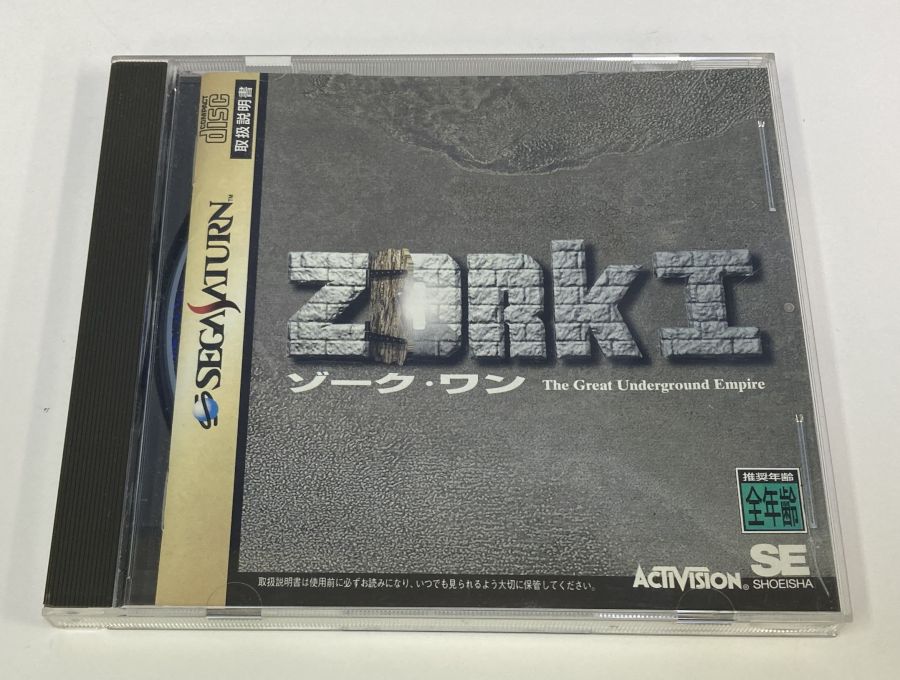 COMPACT
disc
取扱説明書
SEGA SATURN™
ZORK I
ゾーク・ワン
The Great Underground Empire
推奨年齢
全年齢
取扱説明書は使用前に必ずお読みになり、いつでも見られるよう大切に保管してください。
ACTIVISION®
SE
SHOEISHA